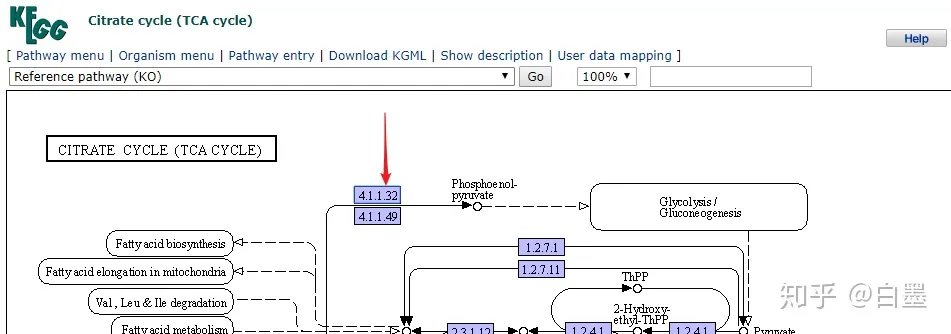 KEGG
Citrate cycle (TCA cycle)
Help
[ Pathway menu | Organism menu | Pathway entry | Download KGML | Show description | User data mapping ]
Reference pathway (KO)
Go
100%
CITRATE CYCLE (TCA CYCLE)
4.1.1.32
4.1.1.49
Phosphoenol-
pyruvate
Glycolysis /
Gluconeogenesis
Fatty acid biosynthesis
Fatty acid elongation in mitochondria
Val, Leu & Ile degradation
Fatty acid metabolism
1.2.7.1
1.2.7.11
ThPP
2-Hydroxy-
ethyl-ThPP
2.3.1.12
1.2.4.1
1.2.4.1
Pyruvate
知乎 @白墨